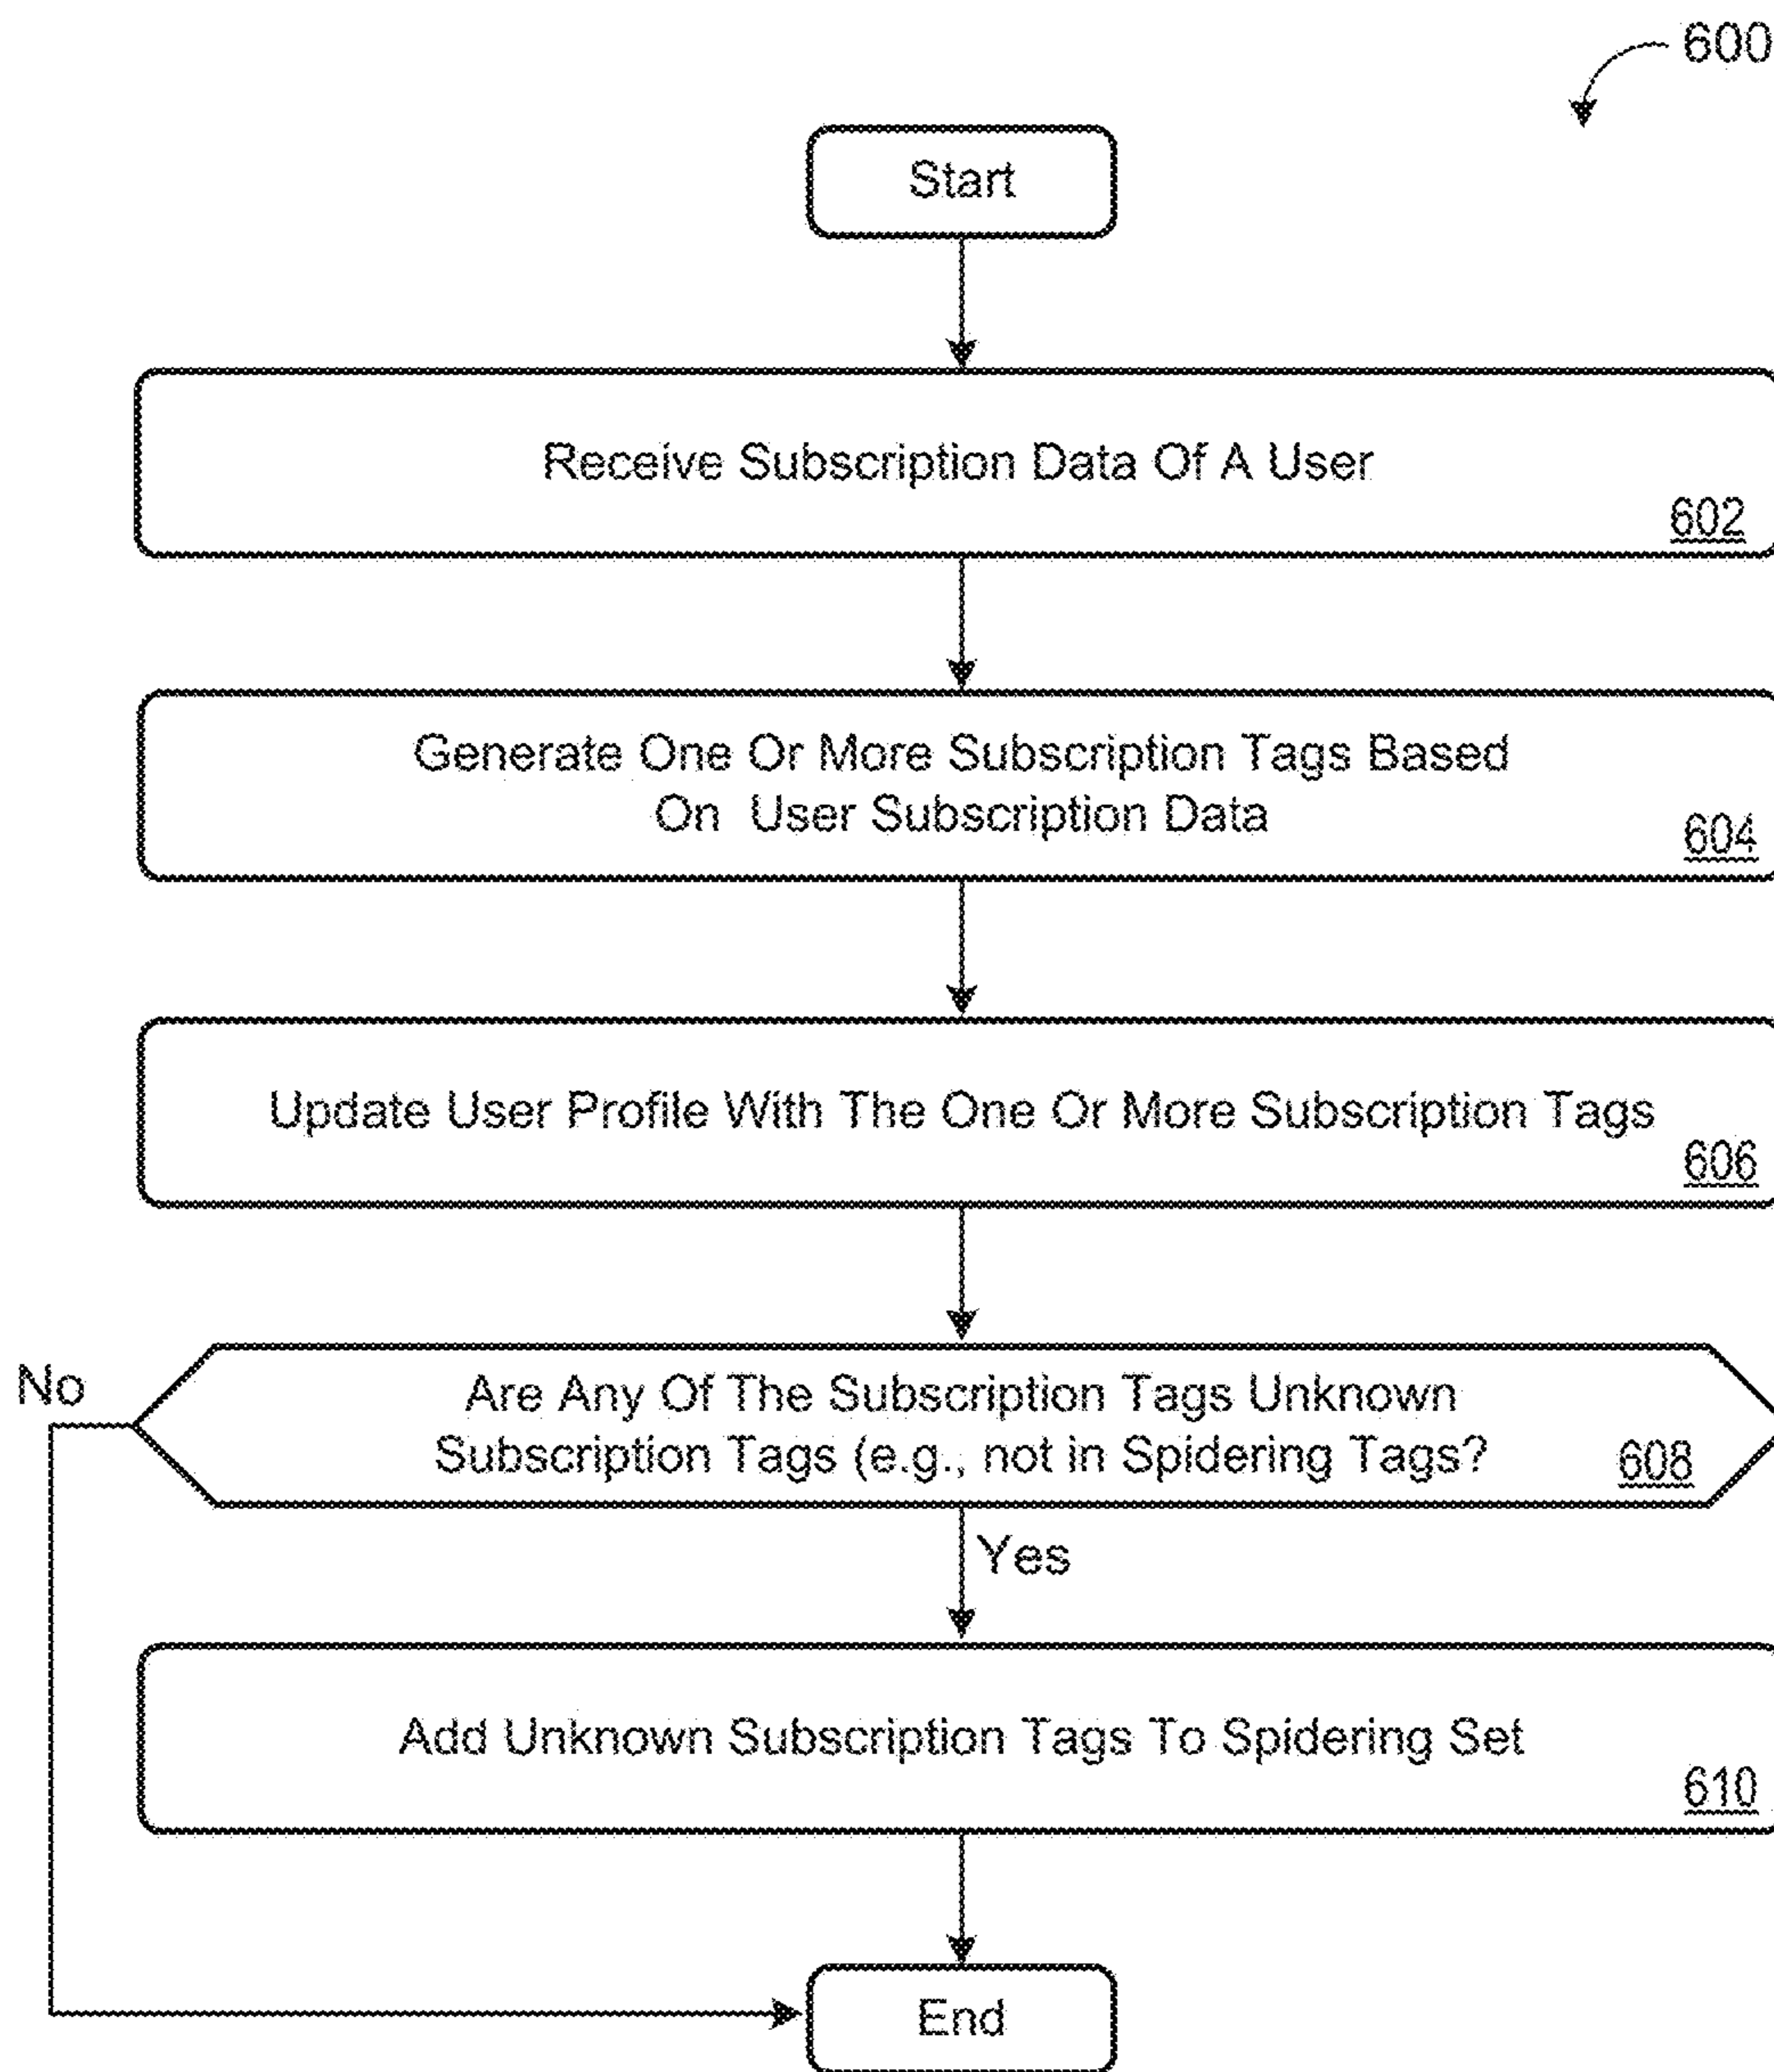 600
Start
Receive Subscription Data Of A User
602
Generate One Or More Subscription Tags Based
On User Subscription Data
604
Update User Profile With The One Or More Subscription Tags
606
No
Are Any Of The Subscription Tags Unknown
Subscription Tags (e.g., not in Spidering Tags?
608
Yes
Add Unknown Subscription Tags To Spidering Set
610
End